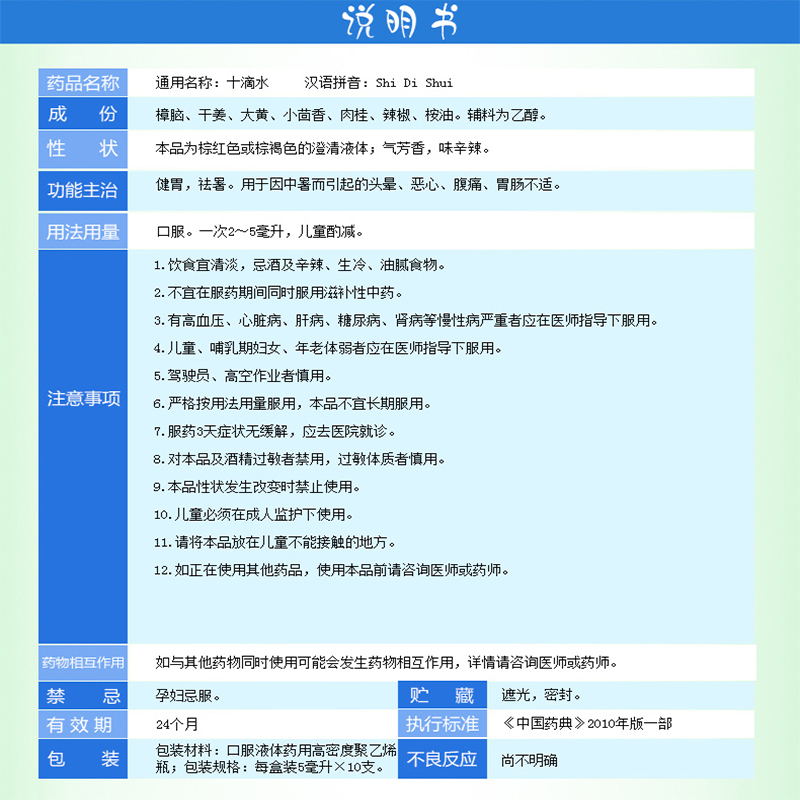 说明书
药品名称 通用名称：十滴水 汉语拼音：Shi Di Shui
成份 樟脑、干姜、大黄、小茴香、肉桂、辣椒、桉油。辅料为乙醇。
性状 本品为棕红色或棕褐色的澄清液体；气芳香，味辛辣。
功能主治 健胃，祛暑。用于因中暑而引起的头晕、恶心、腹痛、胃肠不适。
用法用量 口服。一次2～5毫升，儿童酌减。
注意事项
1.饮食宜清淡，忌酒及辛辣、生冷、油腻食物。
2.不宜在服药期间同时服用滋补性中药。
3.有高血压、心脏病、肝病、糖尿病、肾病等慢性病严重者应在医师指导下服用。
4.儿童、哺乳期妇女、年老体弱者应在医师指导下服用。
5.驾驶员、高空作业者慎用。
6.严格按用法用量服用，本品不宜长期服用。
7.服药3天症状无缓解，应去医院就诊。
8.对本品及酒精过敏者禁用，过敏体质者慎用。
9.本品性状发生改变时禁止使用。
10.儿童必须在成人监护下使用。
11.请将本品放在儿童不能接触的地方。
12.如正在使用其他药品，使用本品前请咨询医师或药师。
药物相互作用 如与其他药物同时使用可能会发生药物相互作用，详情请咨询医师或药师。
禁忌 孕妇忌服。 贮藏 遮光，密封。
有效期 24个月 执行标准 《中国药典》2010年版一部
包装 包装材料：口服液体药用高密度聚乙烯
瓶；包装规格：每盒装5毫升×10支。 不良反应 尚不明确